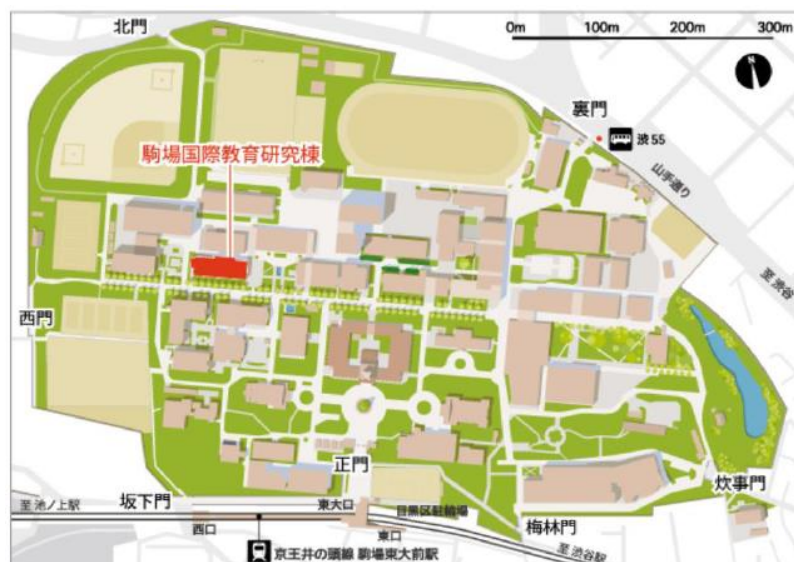 北門
0m 100m 200m 300m
N
裏門
渋55
山手通り
駒場国際教育研究棟
至 渋谷
西門
正門
炊事門
坂下門
至 池ノ上駅
東大口
目黒区駐輪場
梅林門
西口
東口
京王井の頭線 駒場東大前駅
至 渋谷駅